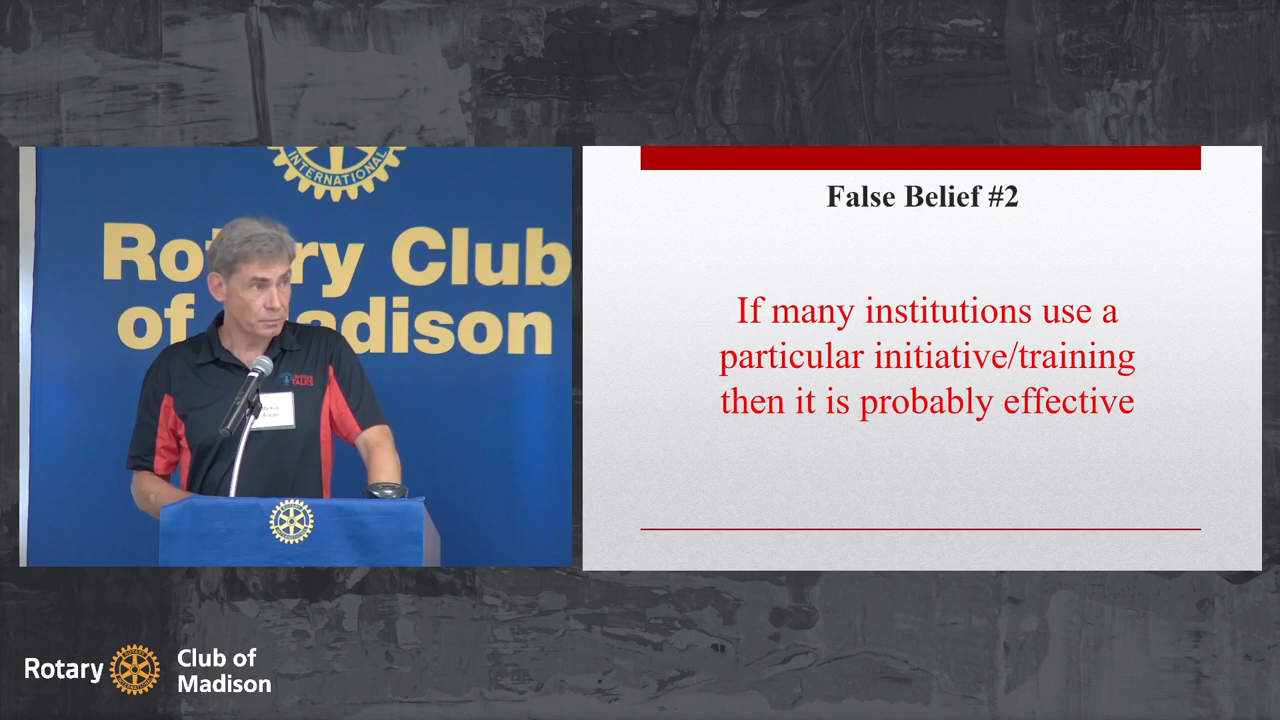 INTERNATIONAL
Rotary Club
of Madison
TALKS
False Belief #2
If many institutions use a
particular initiative/training
then it is probably effective
Rotary
Club of
Madison